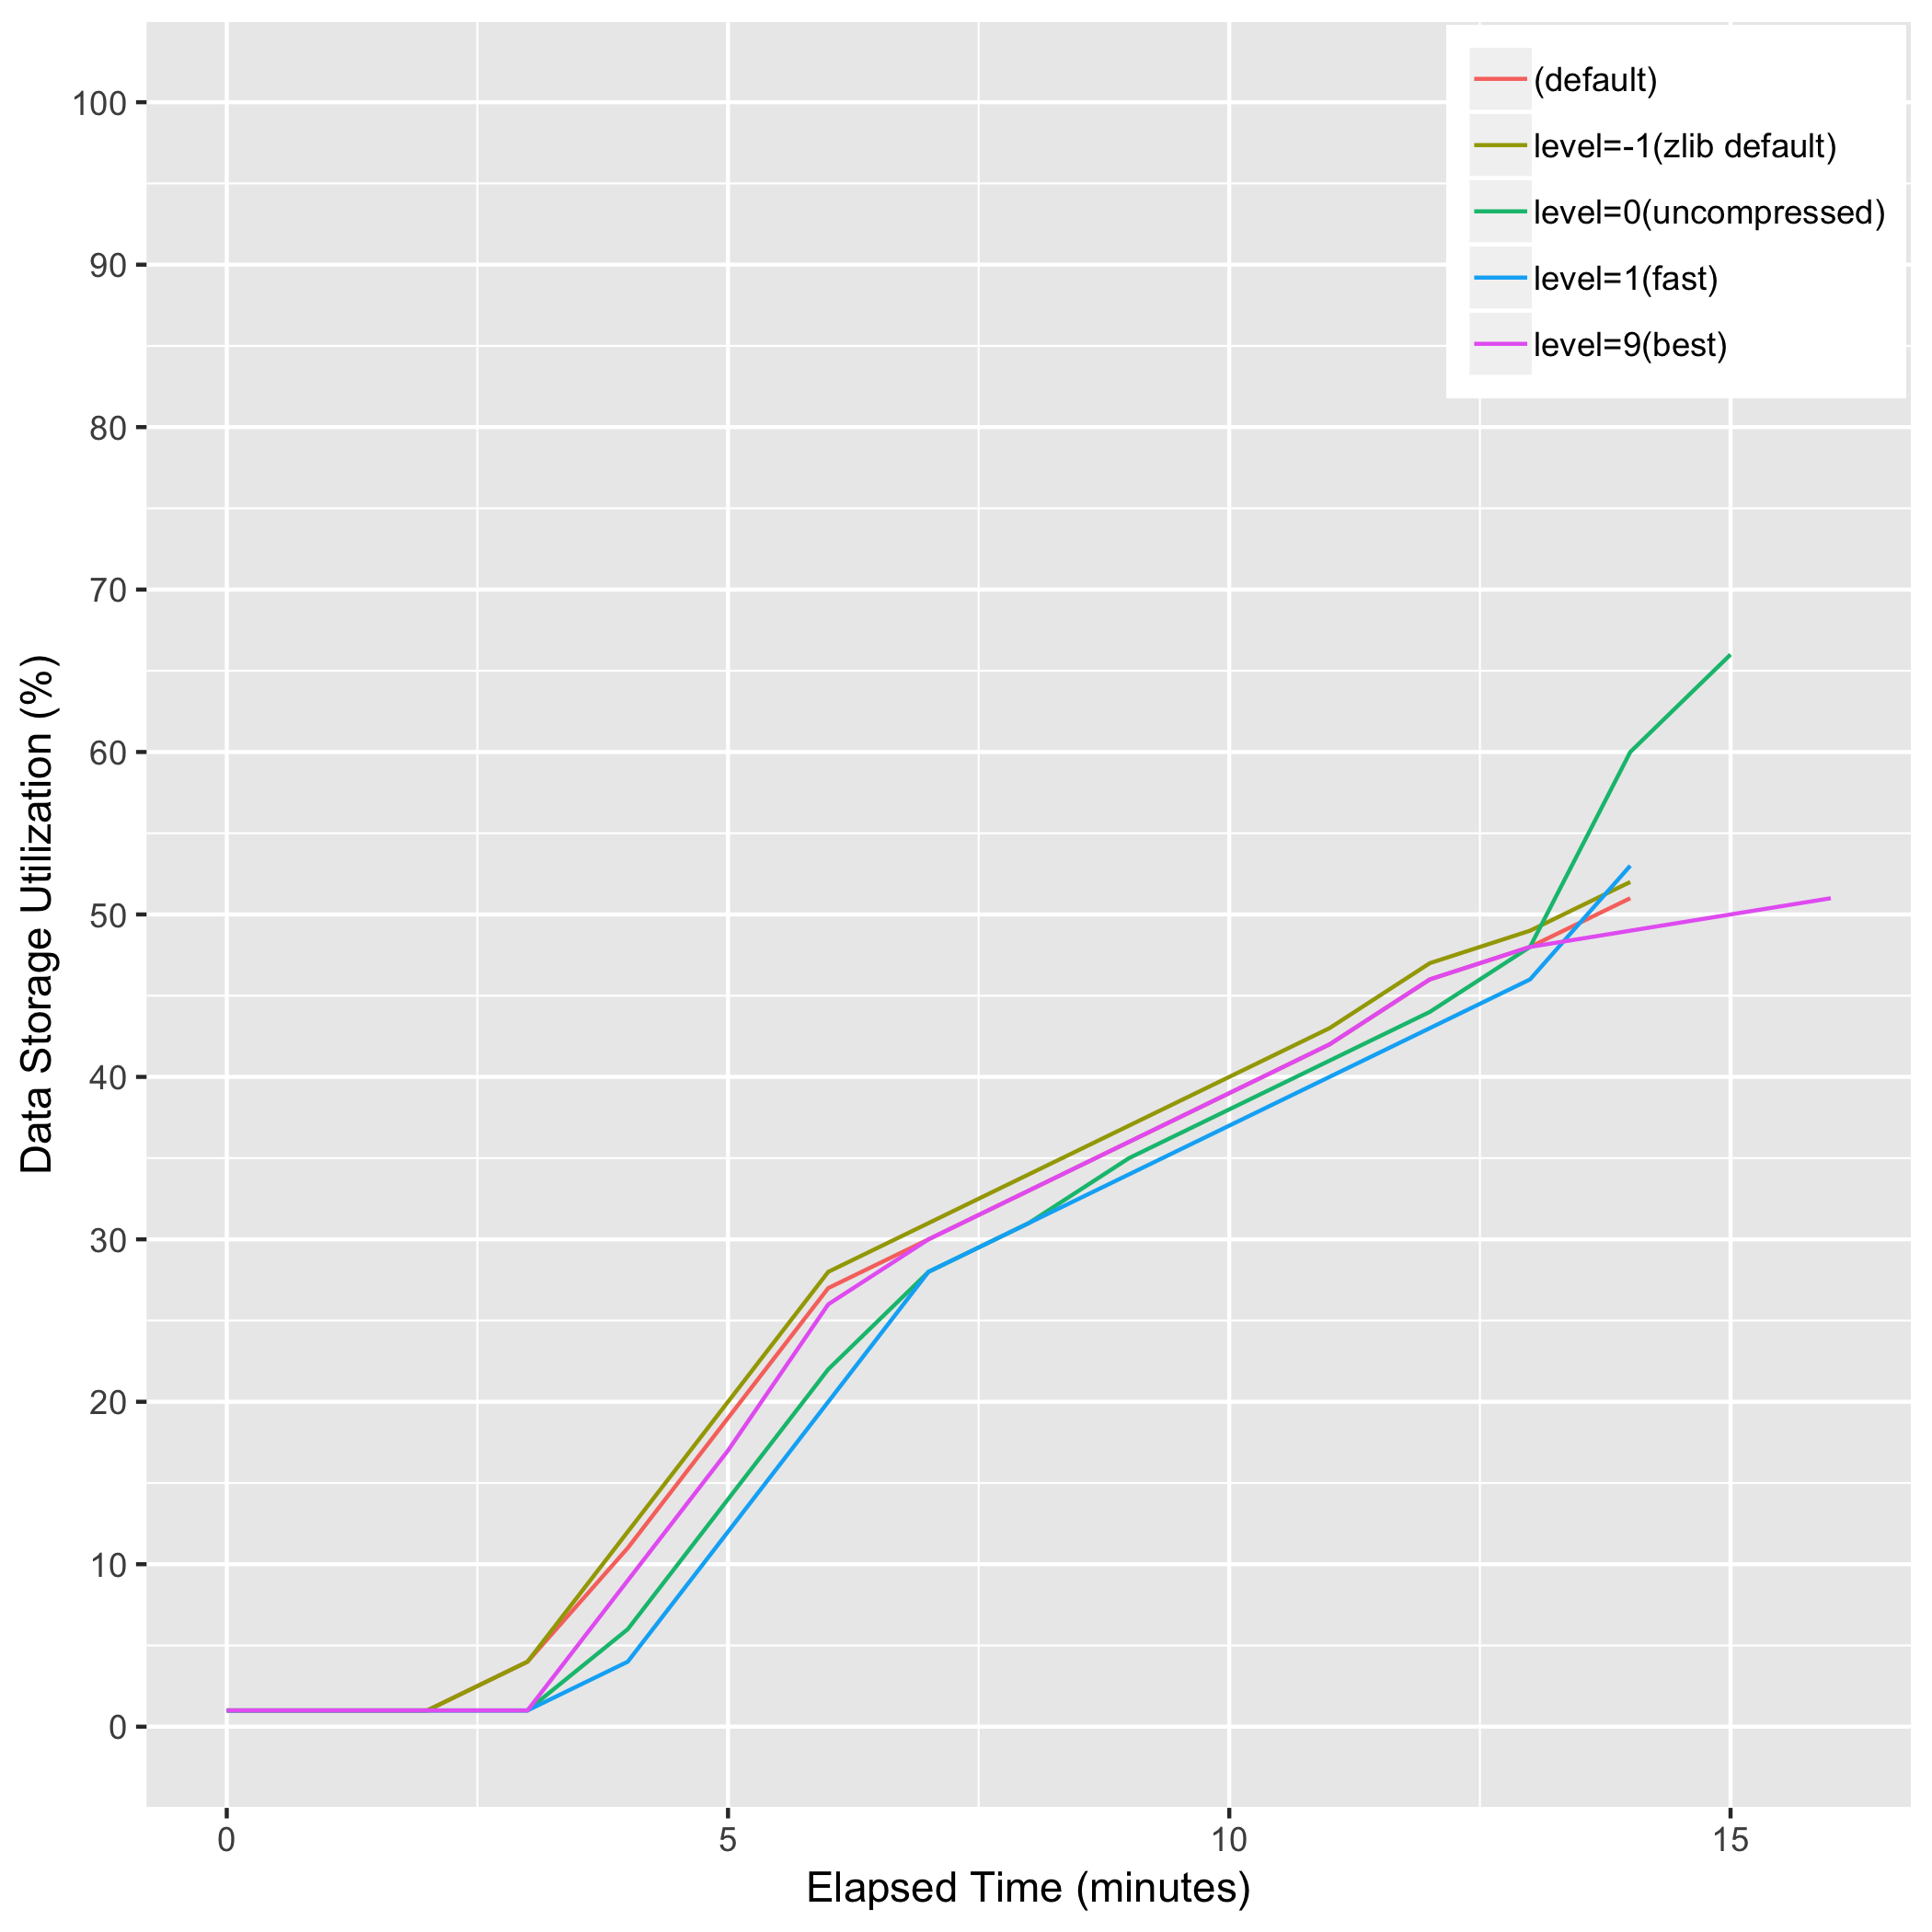 (default)
level=-1(zlib default)
level=0(uncompressed)
level=1(fast)
level=9(best)
Data Storage Utilization (%)
100
90
80
70
60
50
40
30
20
10
0
0 5 10 15
Elapsed Time (minutes)